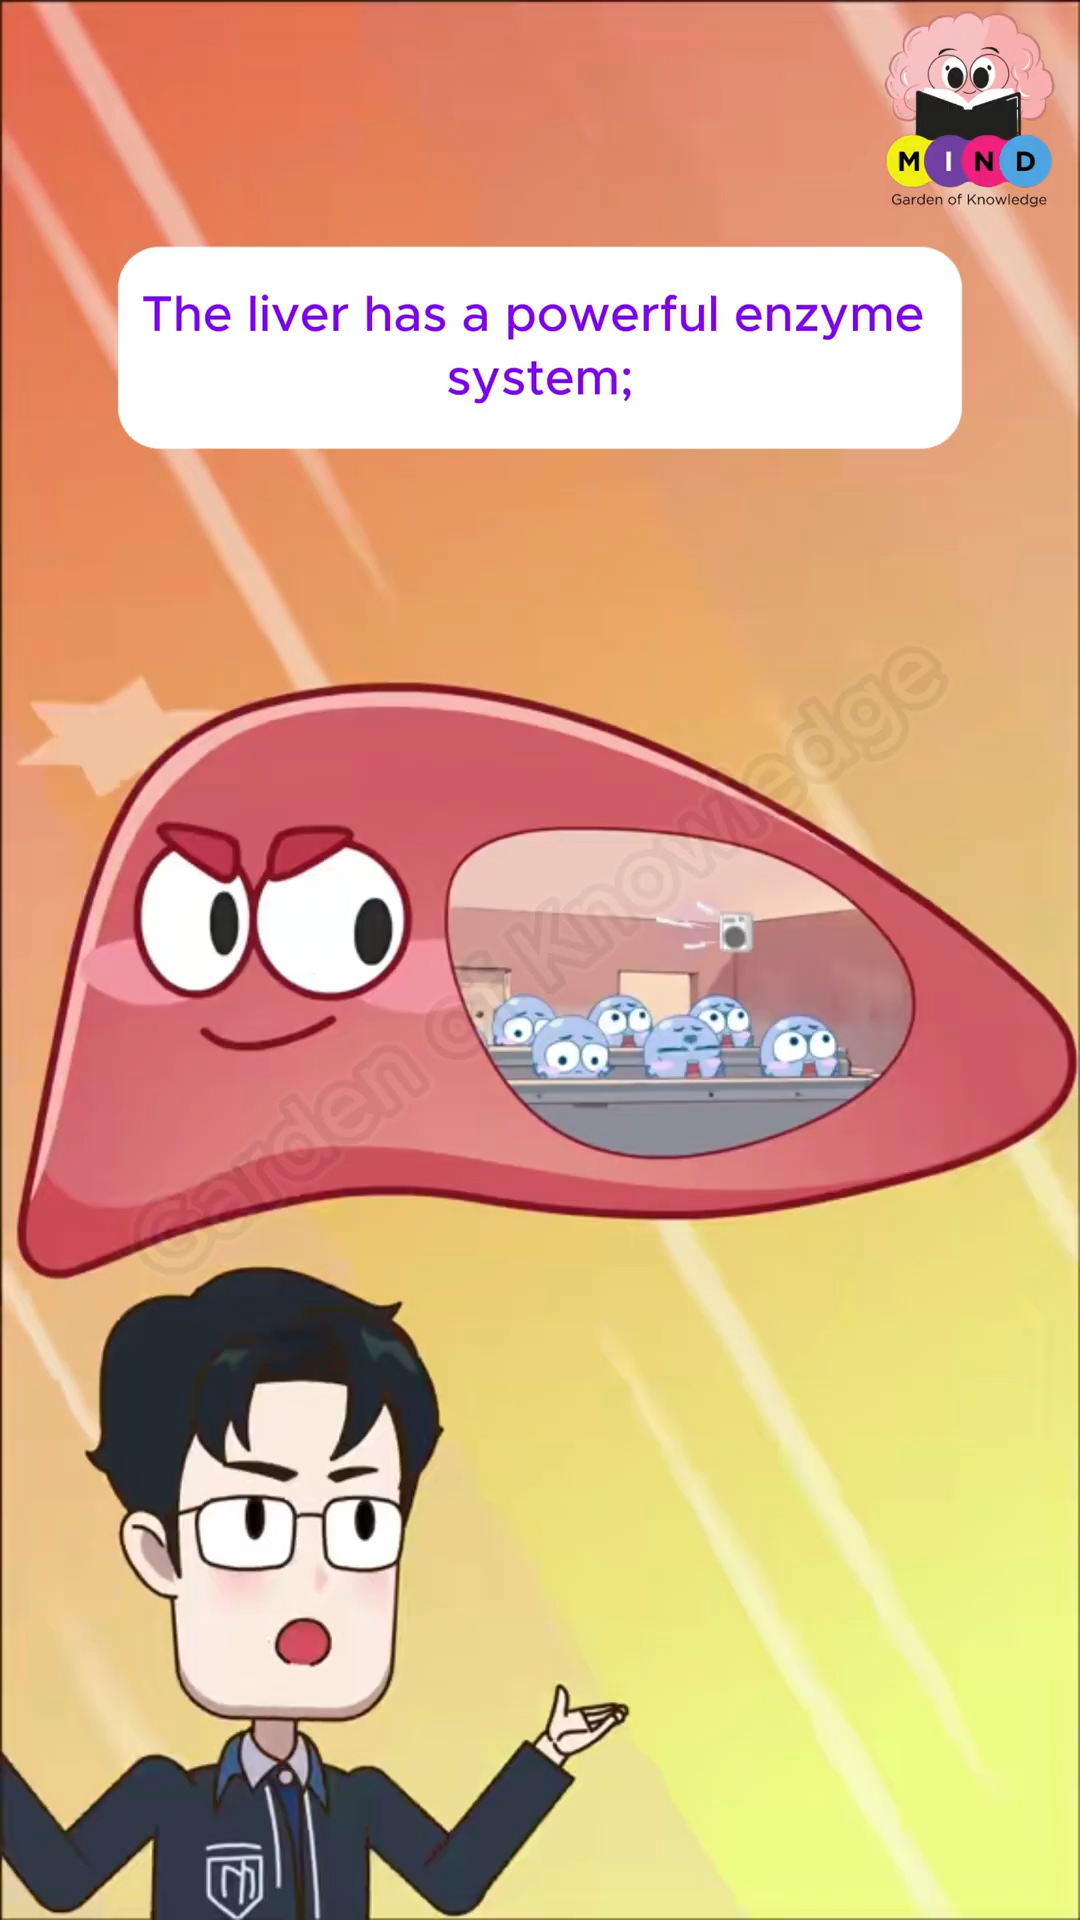 MIND
Garden of Knowledge
The liver has a powerful enzyme
system;
Garden of Knowledge